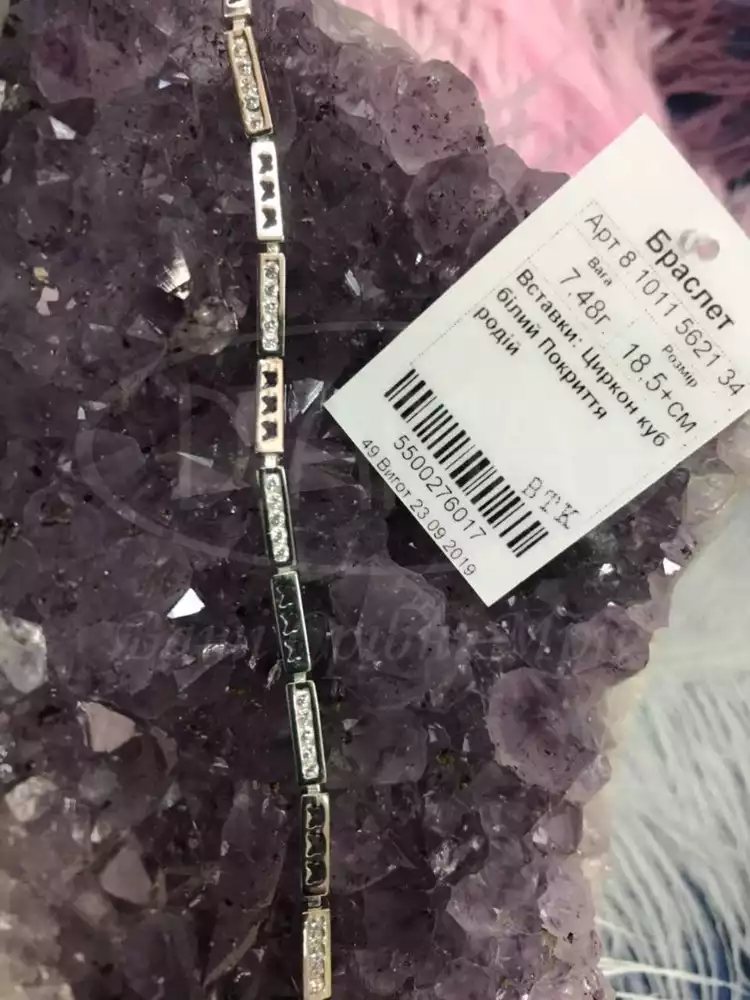 Браслет
Арт 8 1011 5621 34
Вага Розмір
7.48г. 18.5+см
Вставки: Циркон куб
білий Покриття
родій
ВТК
5500276017
49 Вигот 23.09.2019